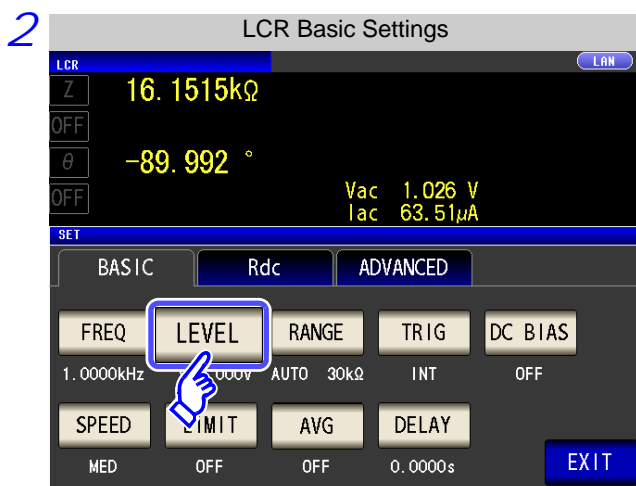 2
LCR Basic Settings
LCR
LAN
Z 16.1515kΩ
OFF
θ -89.992 °
OFF
Vac 1.026 V
Iac 63.51μA
SET
BASIC Rdc ADVANCED
FREQ LEVEL RANGE TRIG DC BIAS
1.0000kHz AUTO 30kΩ INT OFF
SPEED LIMIT AVG DELAY
MED OFF OFF 0.0000s
EXIT